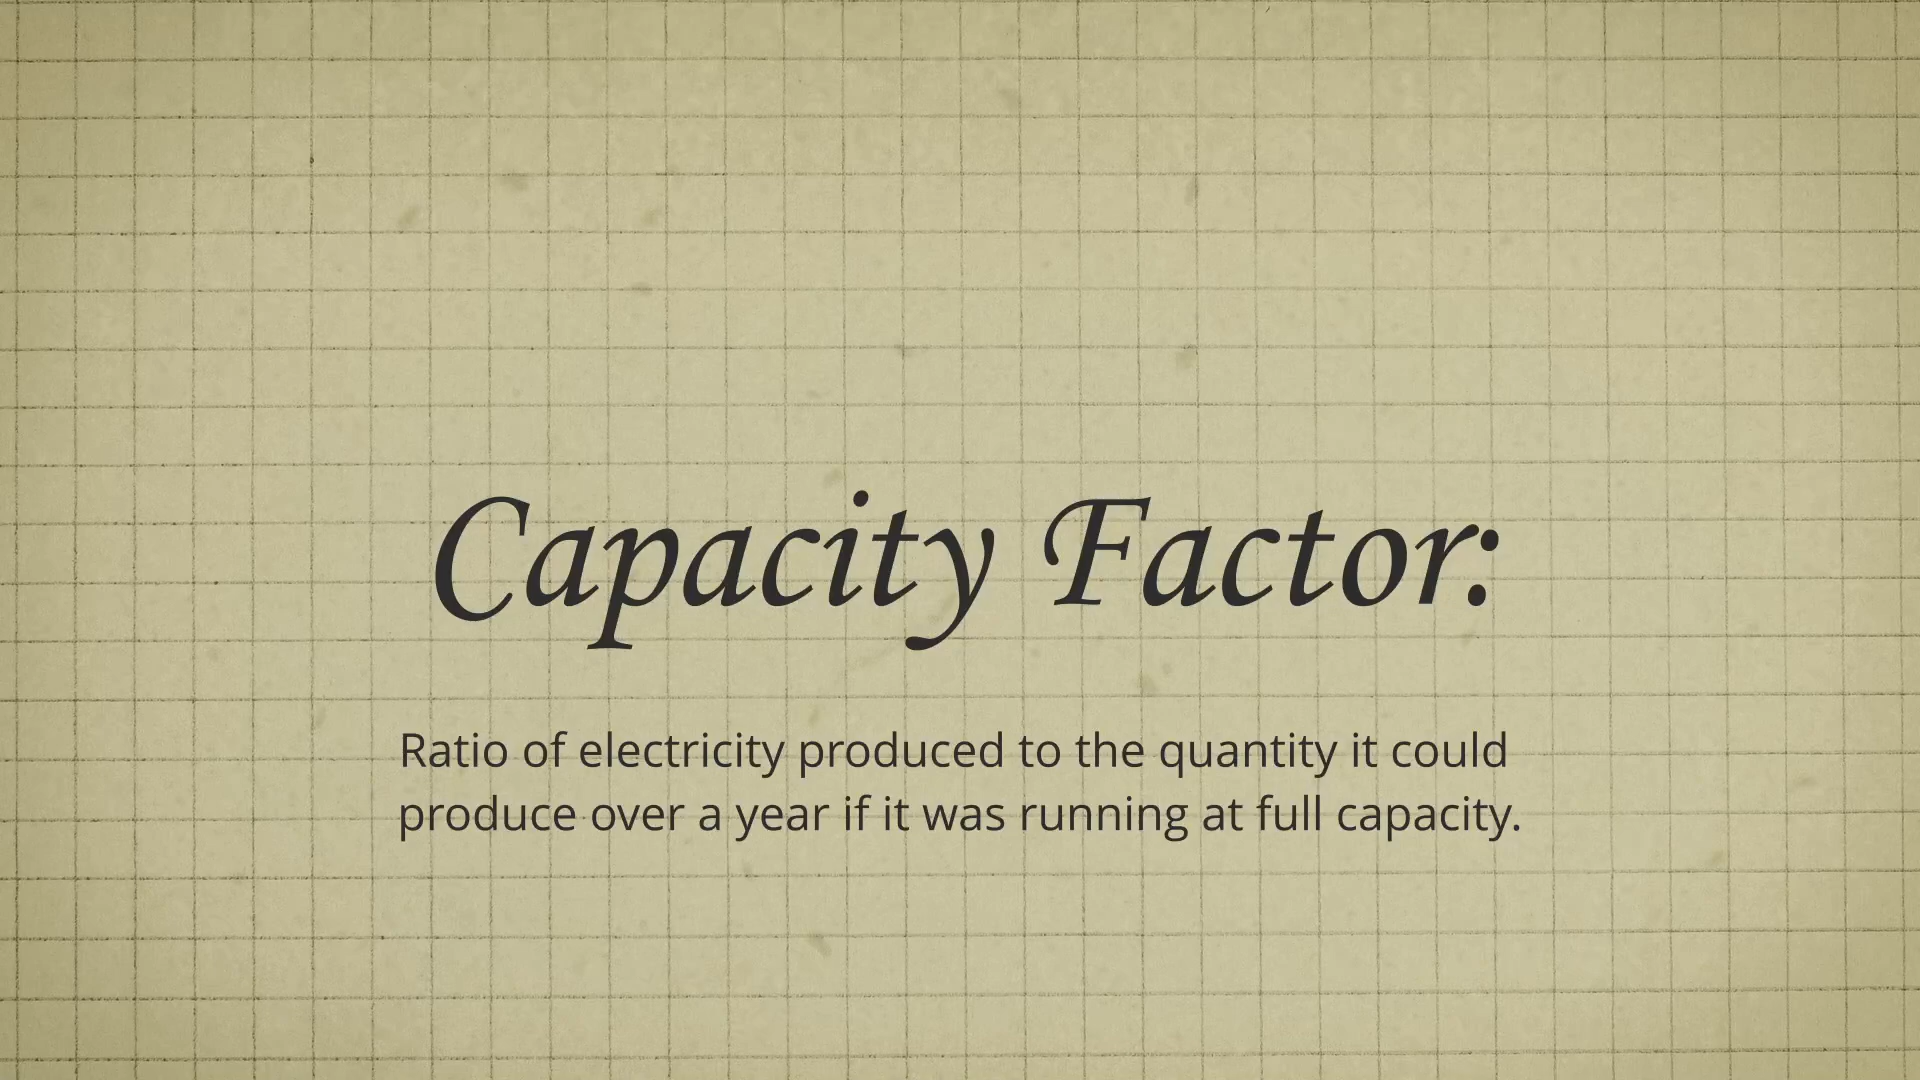 Capacity Factor:
Ratio of electricity produced to the quantity it could
produce over a year if it was running at full capacity.